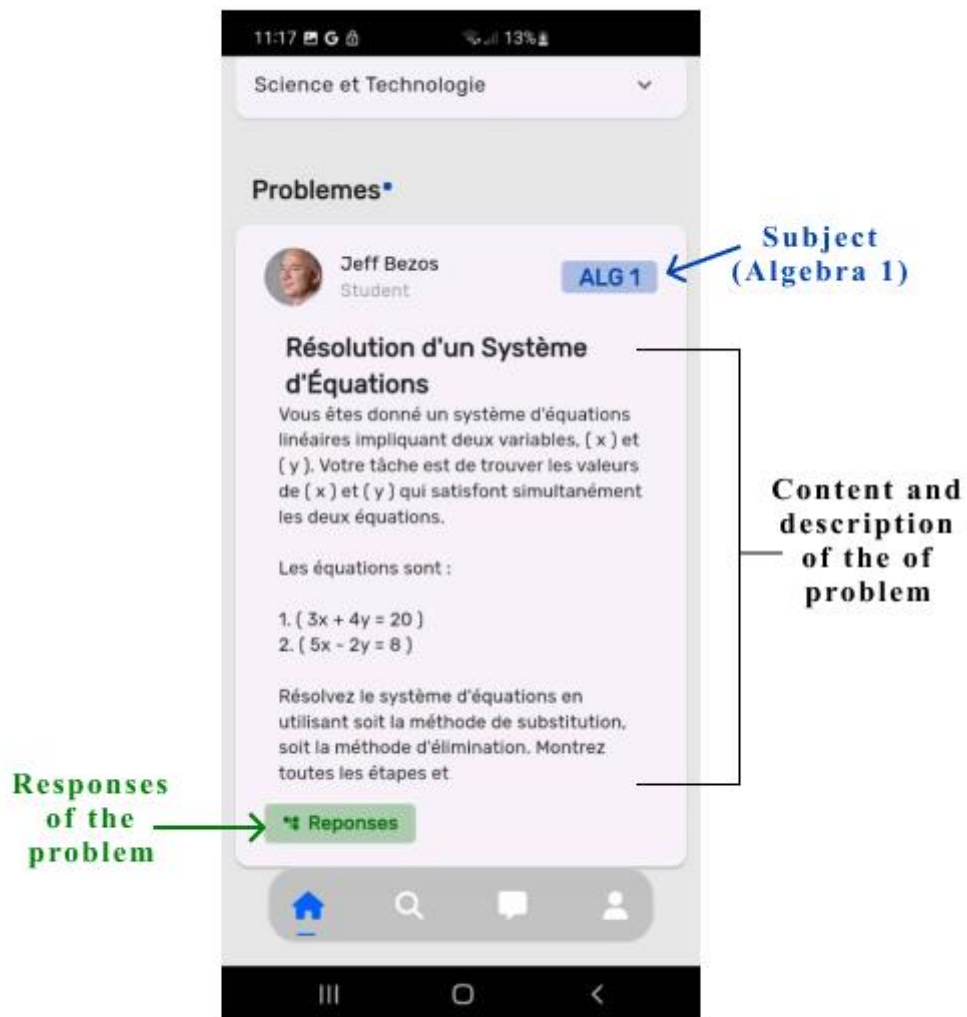 11:17 G 13%
Science et Technologie
Problemes
Jeff Bezos
Student
ALG 1
Subject
(Algebra 1)
Résolution d'un Système
d'Équations
Vous êtes donné un système d'équations
linéaires impliquant deux variables, ( x ) et
( y ). Votre tâche est de trouver les valeurs
de ( x ) et ( y ) qui satisfont simultanément
les deux équations.
Les équations sont :
1. ( 3x + 4y = 20 )
2. ( 5x - 2y = 8 )
Résolvez le système d'équations en
utilisant soit la méthode de substitution,
soit la méthode d'élimination. Montrez
toutes les étapes et
Content and
description
of the of
problem
Responses
of the
problem
Reponses